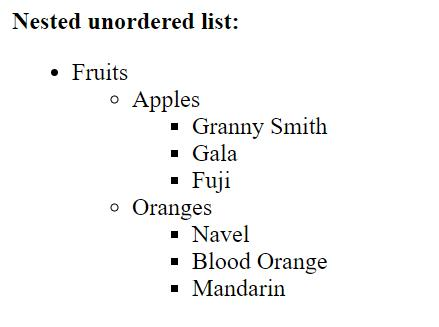 Nested unordered list:
Fruits
Apples
Granny Smith
Gala
Fuji
Oranges
Navel
Blood Orange
Mandarin